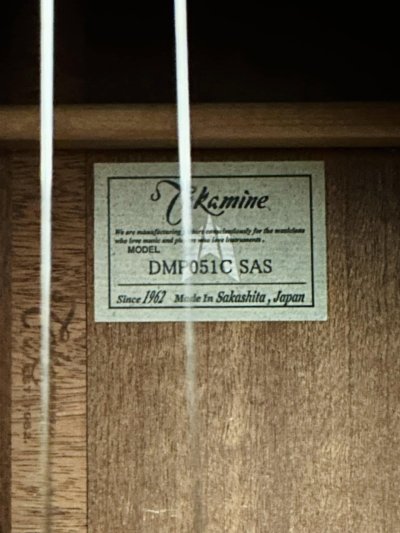 Takamine
We are manufacturing guitars conscientiously for the musicians
who love music and players who love instruments.
MODEL
DMP051C SAS
Since 1962 Made In Sakashita, Japan